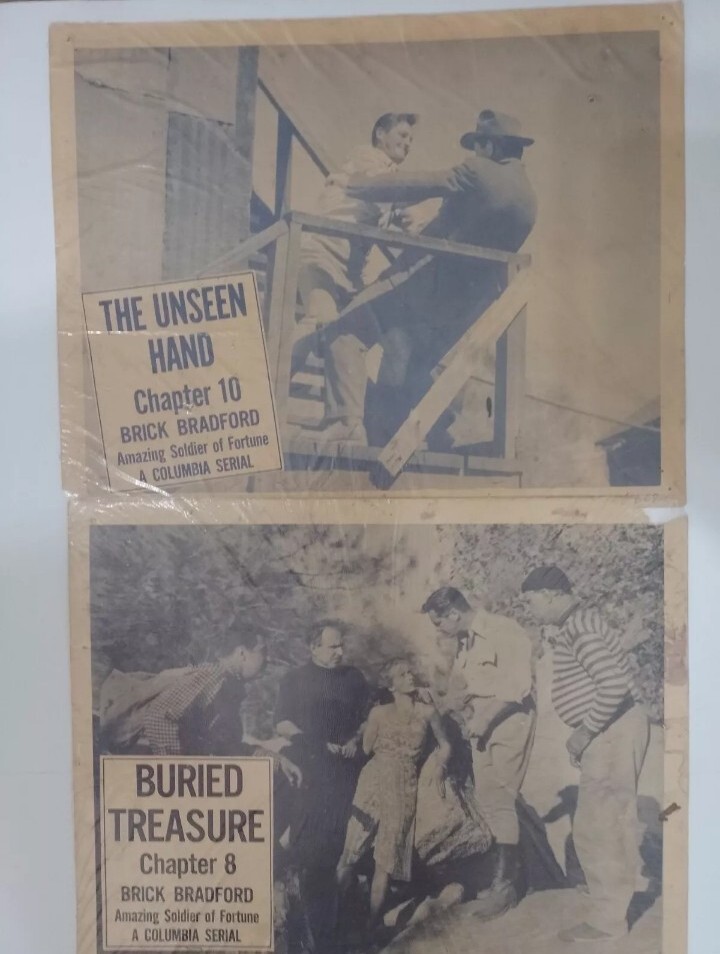 THE UNSEEN
HAND
Chapter 10
BRICK BRADFORD
Amazing Soldier of Fortune
A COLUMBIA SERIAL
BURIED
TREASURE
Chapter 8
BRICK BRADFORD
Amazing Soldier of Fortune
A COLUMBIA SERIAL